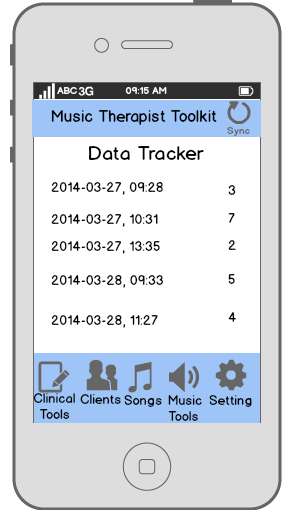 ABC 3G 09:15 AM
Music Therapist Toolkit
Sync
Data Tracker
2014-03-27, 09:28 3
2014-03-27, 10:31 7
2014-03-27, 13:35 2
2014-03-28, 09:33 5
2014-03-28, 11:27 4
Clinical Tools
Clients
Songs
Music Tools
Setting